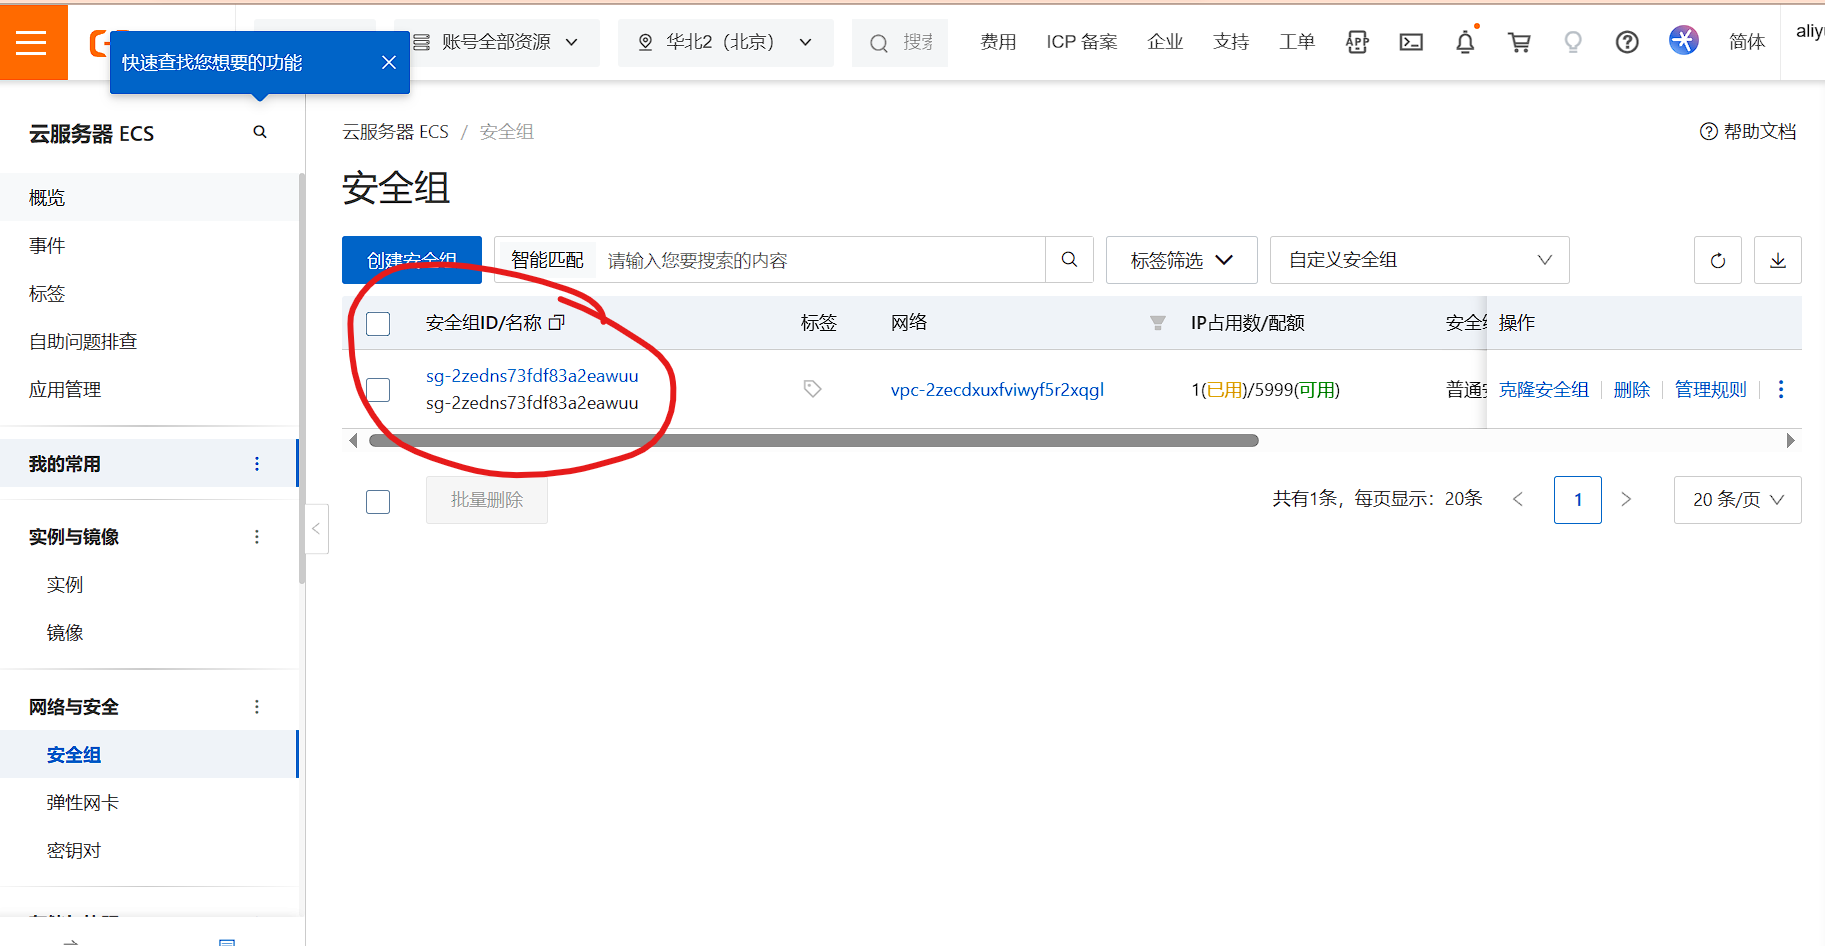 账号全部资源
华北2（北京）
搜索
费用
ICP 备案
企业
支持
工单
API
简体
快速查找您想要的功能
云服务器 ECS
概览
事件
标签
自助问题排查
应用管理
我的常用
实例与镜像
实例
镜像
网络与安全
安全组
弹性网卡
密钥对
云服务器 ECS / 安全组
帮助文档
安全组
创建安全组
智能匹配
请输入您要搜索的内容
标签筛选
自定义安全组
安全组ID/名称
标签
网络
IP占用数/配额
操作
sg-2zedns73fdf83a2eawuu
sg-2zedns73fdf83a2eawuu
vpc-2zecdxuxfviwyf5r2xqgl
1(已用)/5999(可用)
克隆安全组
删除
管理规则
批量删除
共有1条，每页显示：20条
1
20 条/页